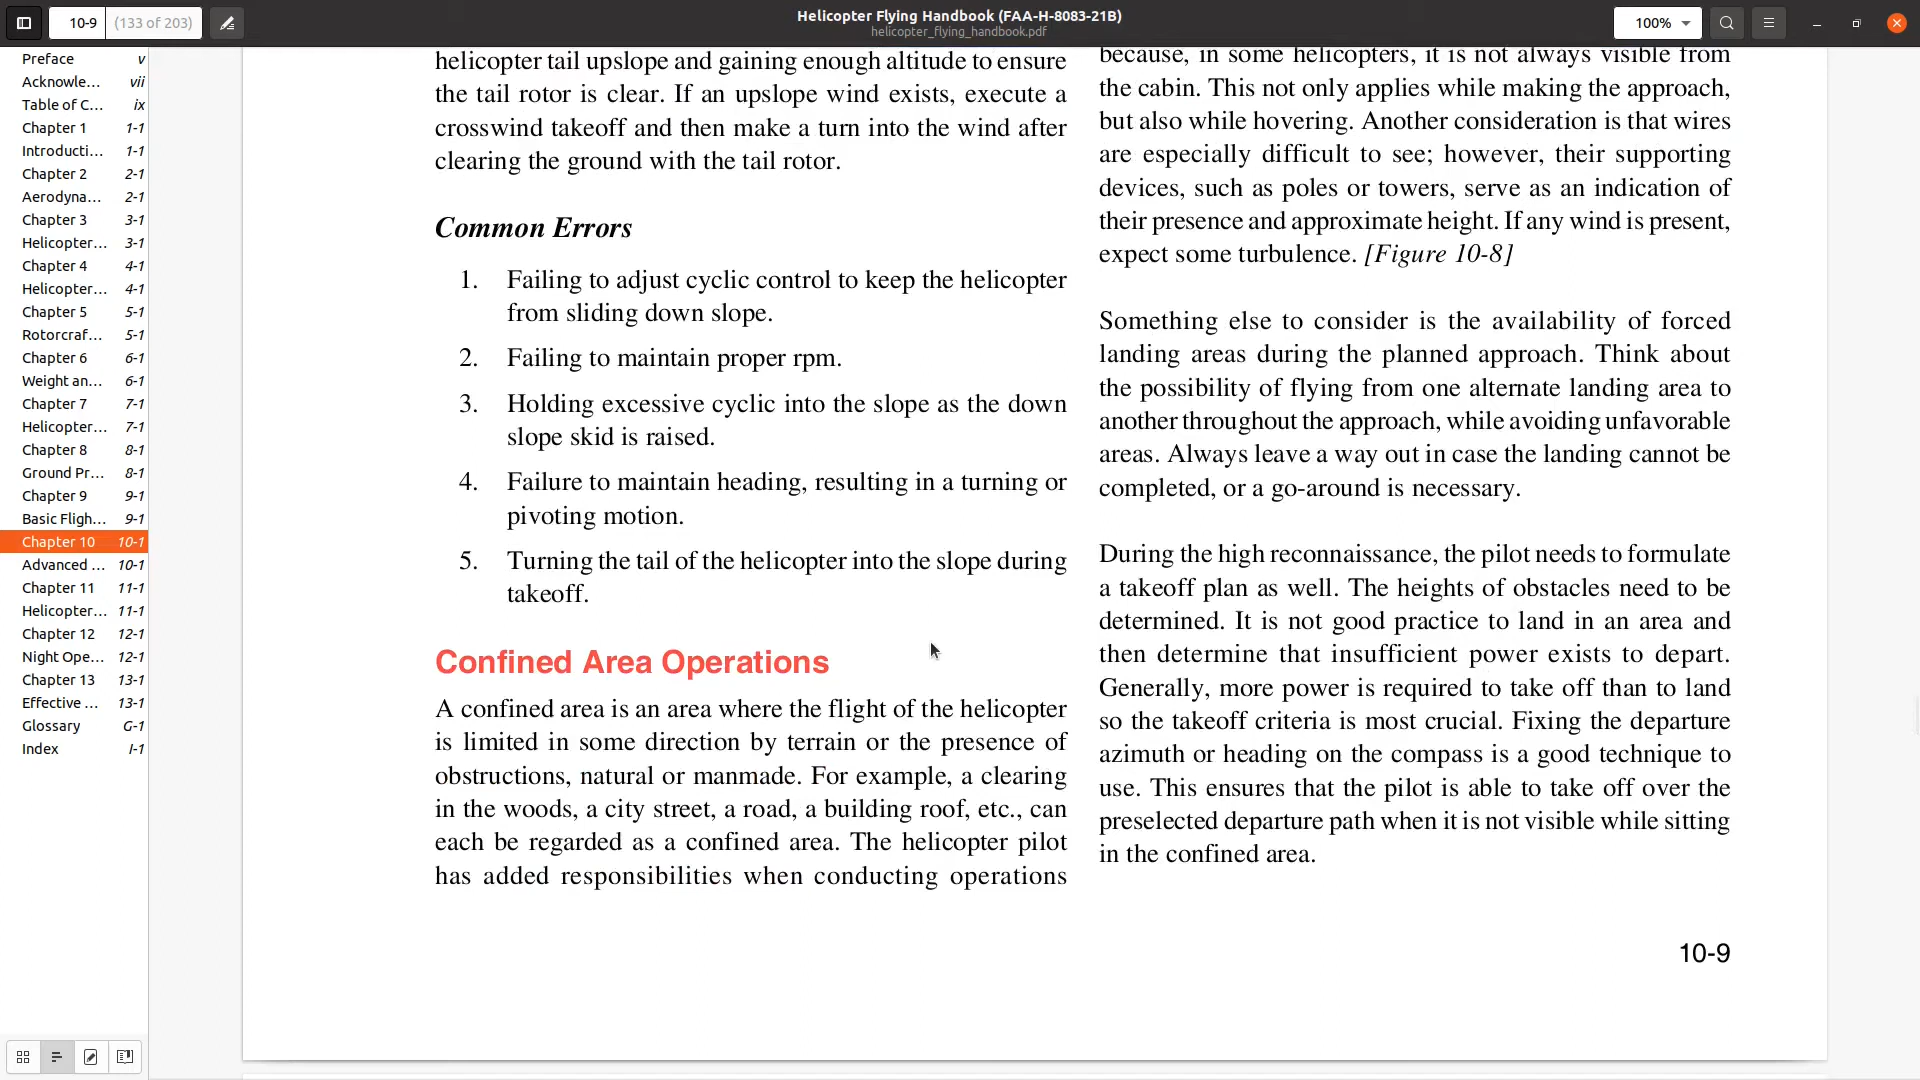 10-9
(133 of 203)
Helicopter Flying Handbook (FAA-H-8083-21B)
helicopter_flying_handbook.pdf
100%
Preface v
Acknowle… vii
Table of C… ix
Chapter 1 1-1
Introducti… 1-1
Chapter 2 2-1
Aerodyna… 2-1
Chapter 3 3-1
Helicopter… 3-1
Chapter 4 4-1
Helicopter… 4-1
Chapter 5 5-1
Rotorcraf… 5-1
Chapter 6 6-1
Weight an… 6-1
Chapter 7 7-1
Helicopter… 7-1
Chapter 8 8-1
Ground Pr… 8-1
Chapter 9 9-1
Basic Fligh… 9-1
Chapter 10 10-1
Advanced … 10-1
Chapter 11 11-1
Helicopter… 11-1
Chapter 12 12-1
Night Ope… 12-1
Chapter 13 13-1
Effective … 13-1
Glossary G-1
Index I-1
helicopter tail upslope and gaining enough altitude to ensure
the tail rotor is clear. If an upslope wind exists, execute a
crosswind takeoff and then make a turn into the wind after
clearing the ground with the tail rotor.
Common Errors
1. Failing to adjust cyclic control to keep the helicopter
from sliding down slope.
2. Failing to maintain proper rpm.
3. Holding excessive cyclic into the slope as the down
slope skid is raised.
4. Failure to maintain heading, resulting in a turning or
pivoting motion.
5. Turning the tail of the helicopter into the slope during
takeoff.
Confined Area Operations
A confined area is an area where the flight of the helicopter
is limited in some direction by terrain or the presence of
obstructions, natural or manmade. For example, a clearing
in the woods, a city street, a road, a building roof, etc., can
each be regarded as a confined area. The helicopter pilot
has added responsibilities when conducting operations
because, in some helicopters, it is not always visible from
the cabin. This not only applies while making the approach,
but also while hovering. Another consideration is that wires
are especially difficult to see; however, their supporting
devices, such as poles or towers, serve as an indication of
their presence and approximate height. If any wind is present,
expect some turbulence. [Figure 10-8]
Something else to consider is the availability of forced
landing areas during the planned approach. Think about
the possibility of flying from one alternate landing area to
another throughout the approach, while avoiding unfavorable
areas. Always leave a way out in case the landing cannot be
completed, or a go-around is necessary.
During the high reconnaissance, the pilot needs to formulate
a takeoff plan as well. The heights of obstacles need to be
determined. It is not good practice to land in an area and
then determine that insufficient power exists to depart.
Generally, more power is required to take off than to land
so the takeoff criteria is most crucial. Fixing the departure
azimuth or heading on the compass is a good technique to
use. This ensures that the pilot is able to take off over the
preselected departure path when it is not visible while sitting
in the confined area.
10-9